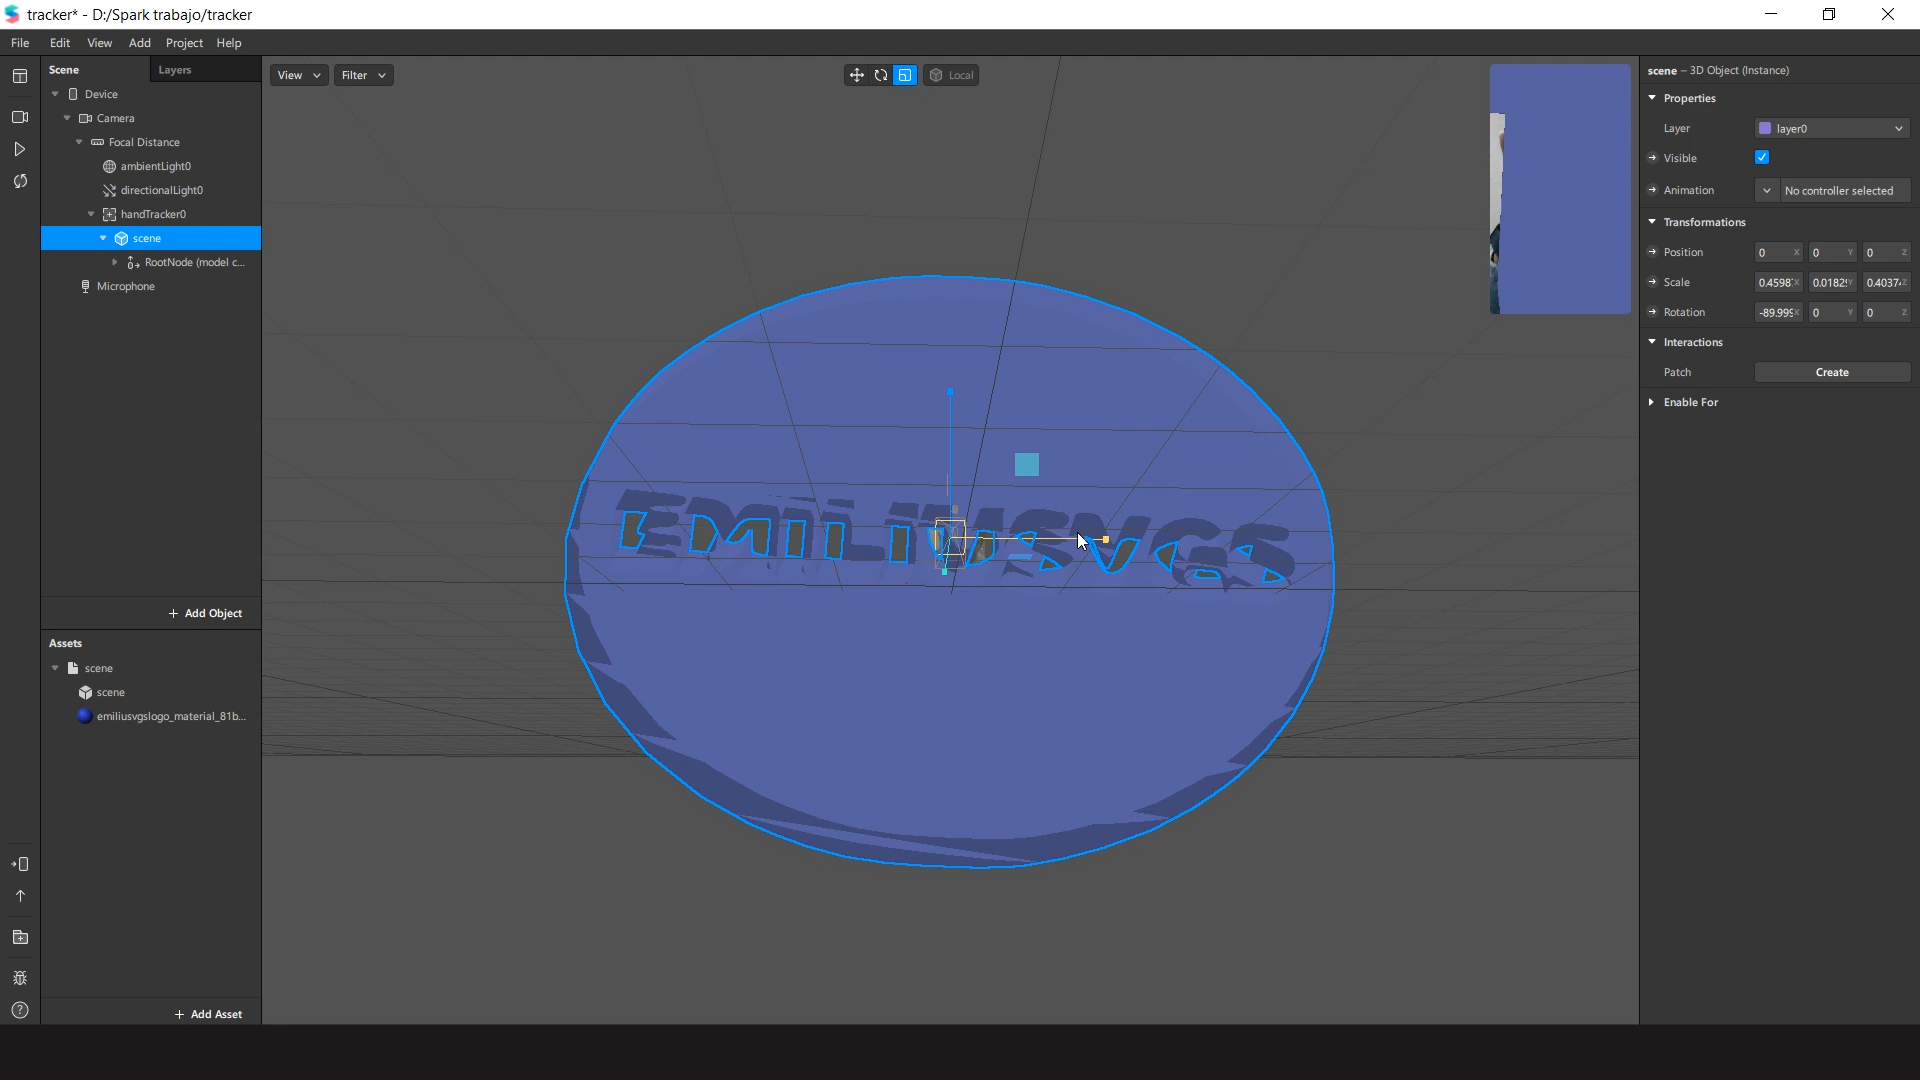 tracker* - D:/Spark trabajo/tracker
File Edit View Add Project Help
Scene Layers
Device
Camera
Focal Distance
ambientLight0
directionalLight0
handTracker0
scene
RootNode (model c...
Microphone
+ Add Object
Assets
scene
scene
emiliusvgslogo_material_81b...
+ Add Asset
View Filter
Local
EMILIUSVGS
scene – 3D Object (Instance)
Properties
Layer layer0
Visible
Animation No controller selected
Transformations
Position 0 X 0 Y 0 Z
Scale 0.4598 X 0.0182 Y 0.4037 Z
Rotation -89.999 X 0 Y 0 Z
Interactions
Patch Create
Enable For